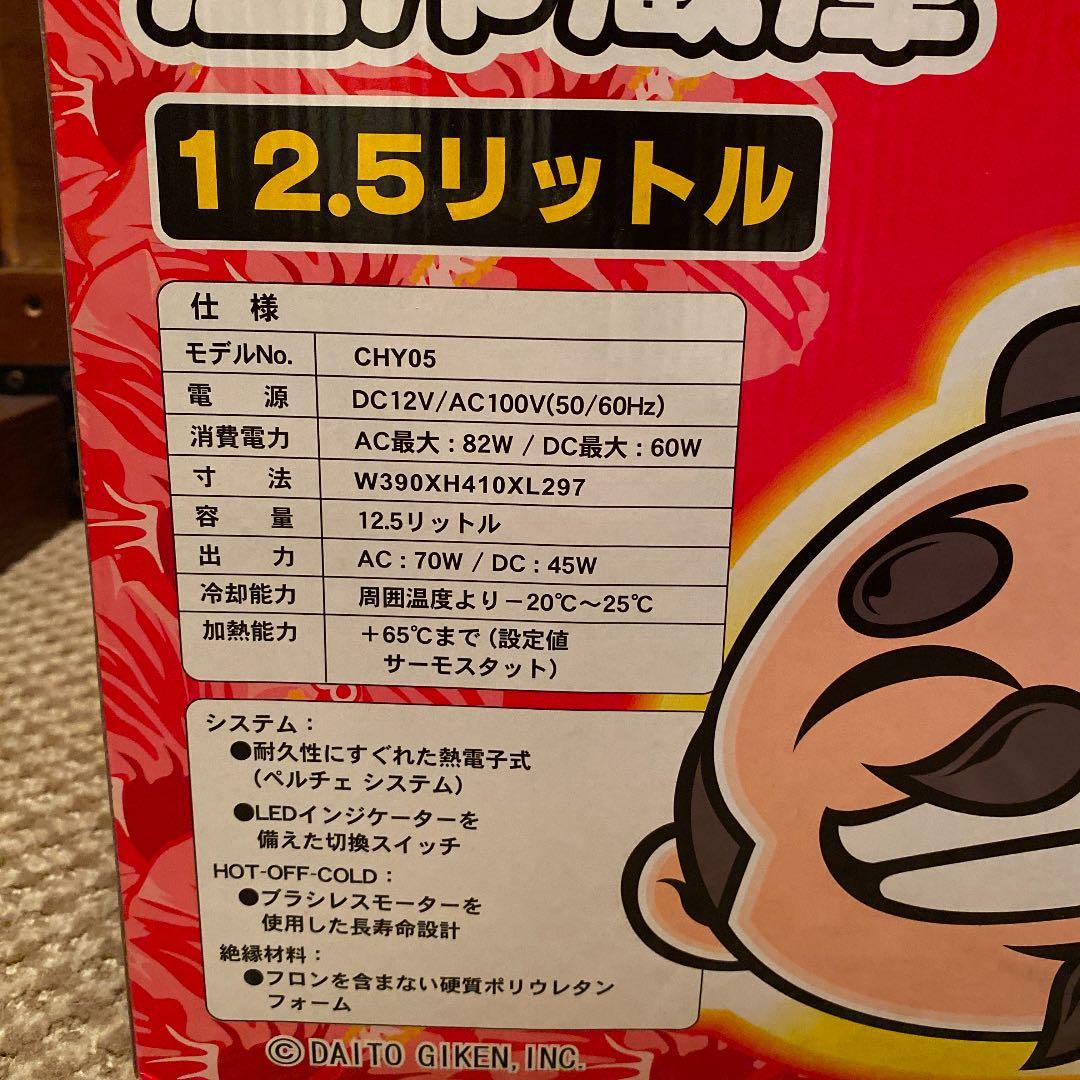 温冷蔵庫
12.5リットル
仕 様
モデルNo. CHY05
電 源 DC12V/AC100V(50/60Hz)
消費電力 AC最大：82W / DC最大：60W
寸 法 W390XH410XL297
容 量 12.5リットル
出 力 AC：70W / DC：45W
冷却能力 周囲温度より－20℃～25℃
加熱能力 ＋65℃まで（設定値
サーモスタット）
システム：
●耐久性にすぐれた熱電子式
（ペルチェ システム）
●LEDインジケーターを
備えた切換スイッチ
HOT-OFF-COLD：
●ブラシレスモーターを
使用した長寿命設計
絶縁材料：
●フロンを含まない硬質ポリウレタン
フォーム
©DAITO GIKEN,INC.